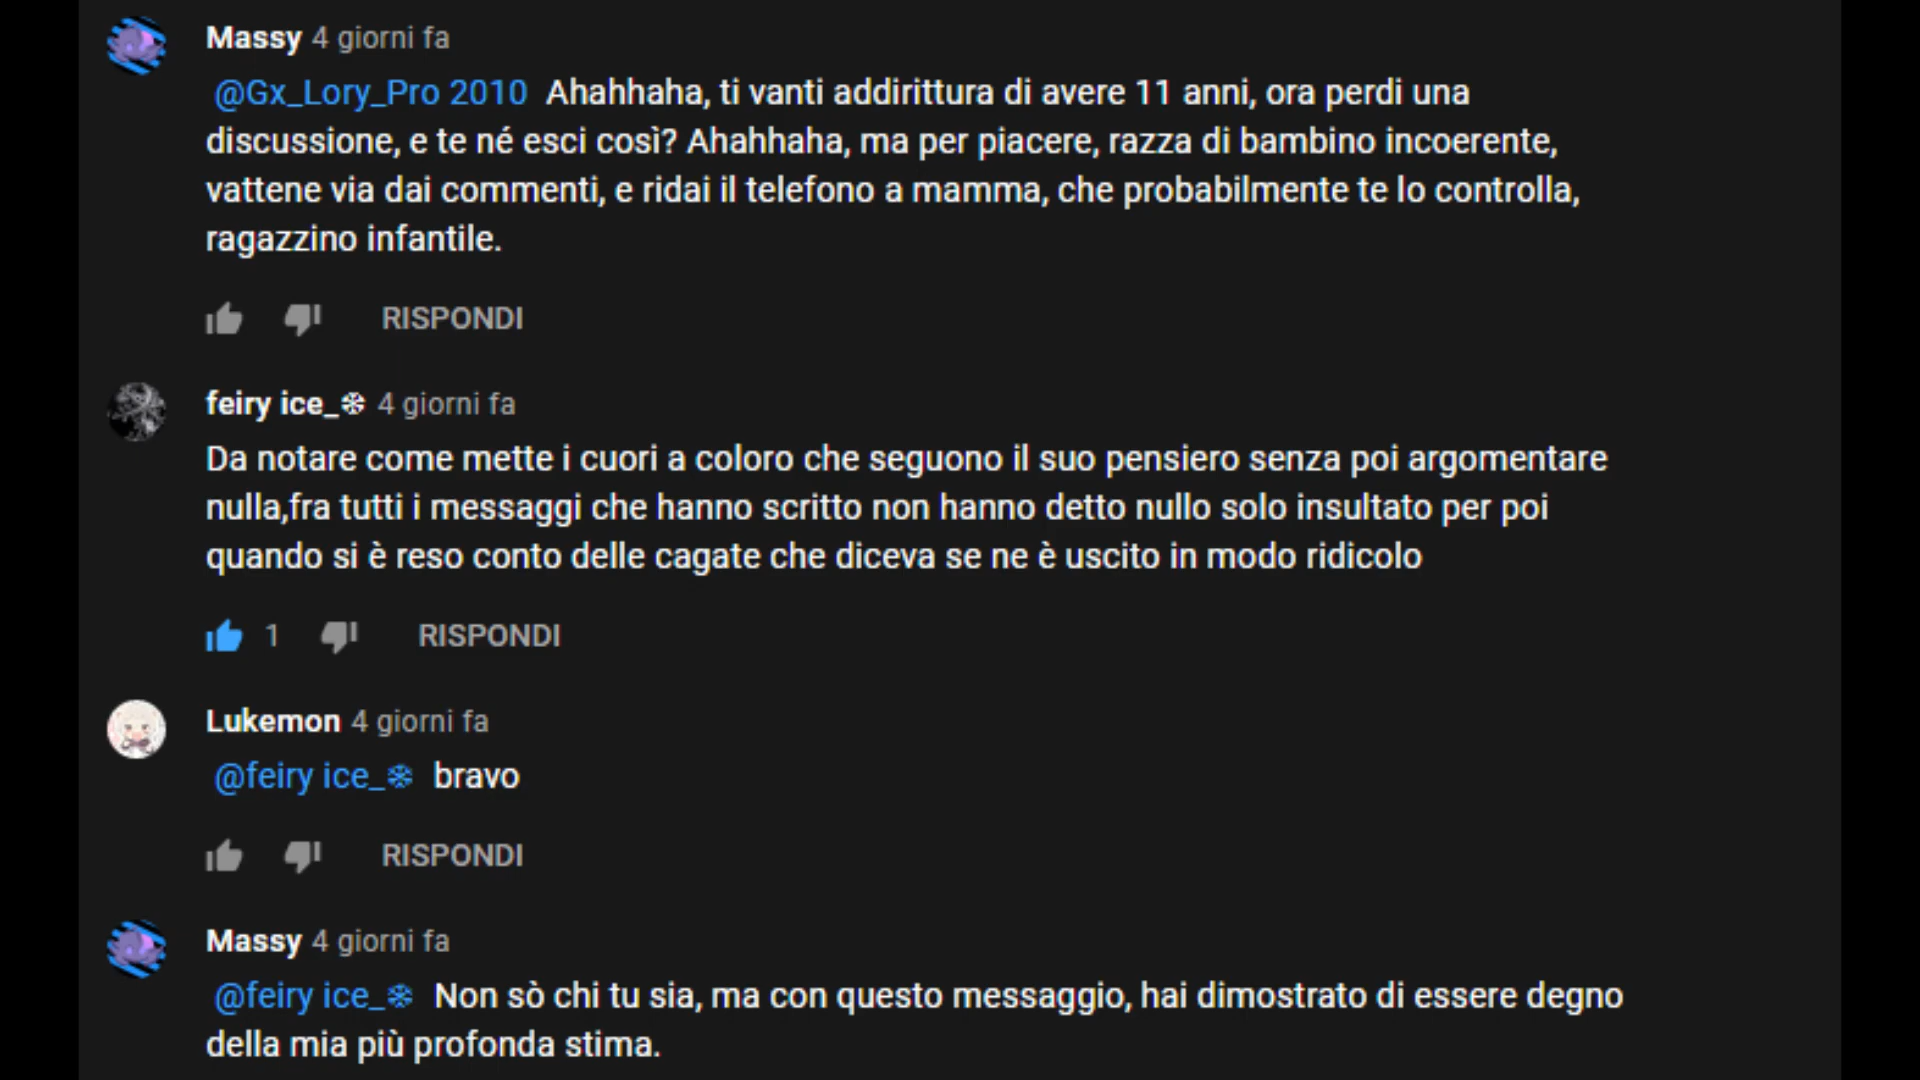 Massy 4 giorni fa
@Gx_Lory_Pro 2010 Ahahhaha, ti vanti addirittura di avere 11 anni, ora perdi una
discussione, e te né esci così? Ahahhaha, ma per piacere, razza di bambino incoerente,
vattene via dai commenti, e ridai il telefono a mamma, che probabilmente te lo controlla,
ragazzino infantile.
RISPONDI
feiry ice_❄ 4 giorni fa
Da notare come mette i cuori a coloro che seguono il suo pensiero senza poi argomentare
nulla,fra tutti i messaggi che hanno scritto non hanno detto nullo solo insultato per poi
quando si è reso conto delle cagate che diceva se ne è uscito in modo ridicolo
1 RISPONDI
Lukemon 4 giorni fa
@feiry ice_❄ bravo
RISPONDI
Massy 4 giorni fa
@feiry ice_❄ Non sò chi tu sia, ma con questo messaggio, hai dimostrato di essere degno
della mia più profonda stima.